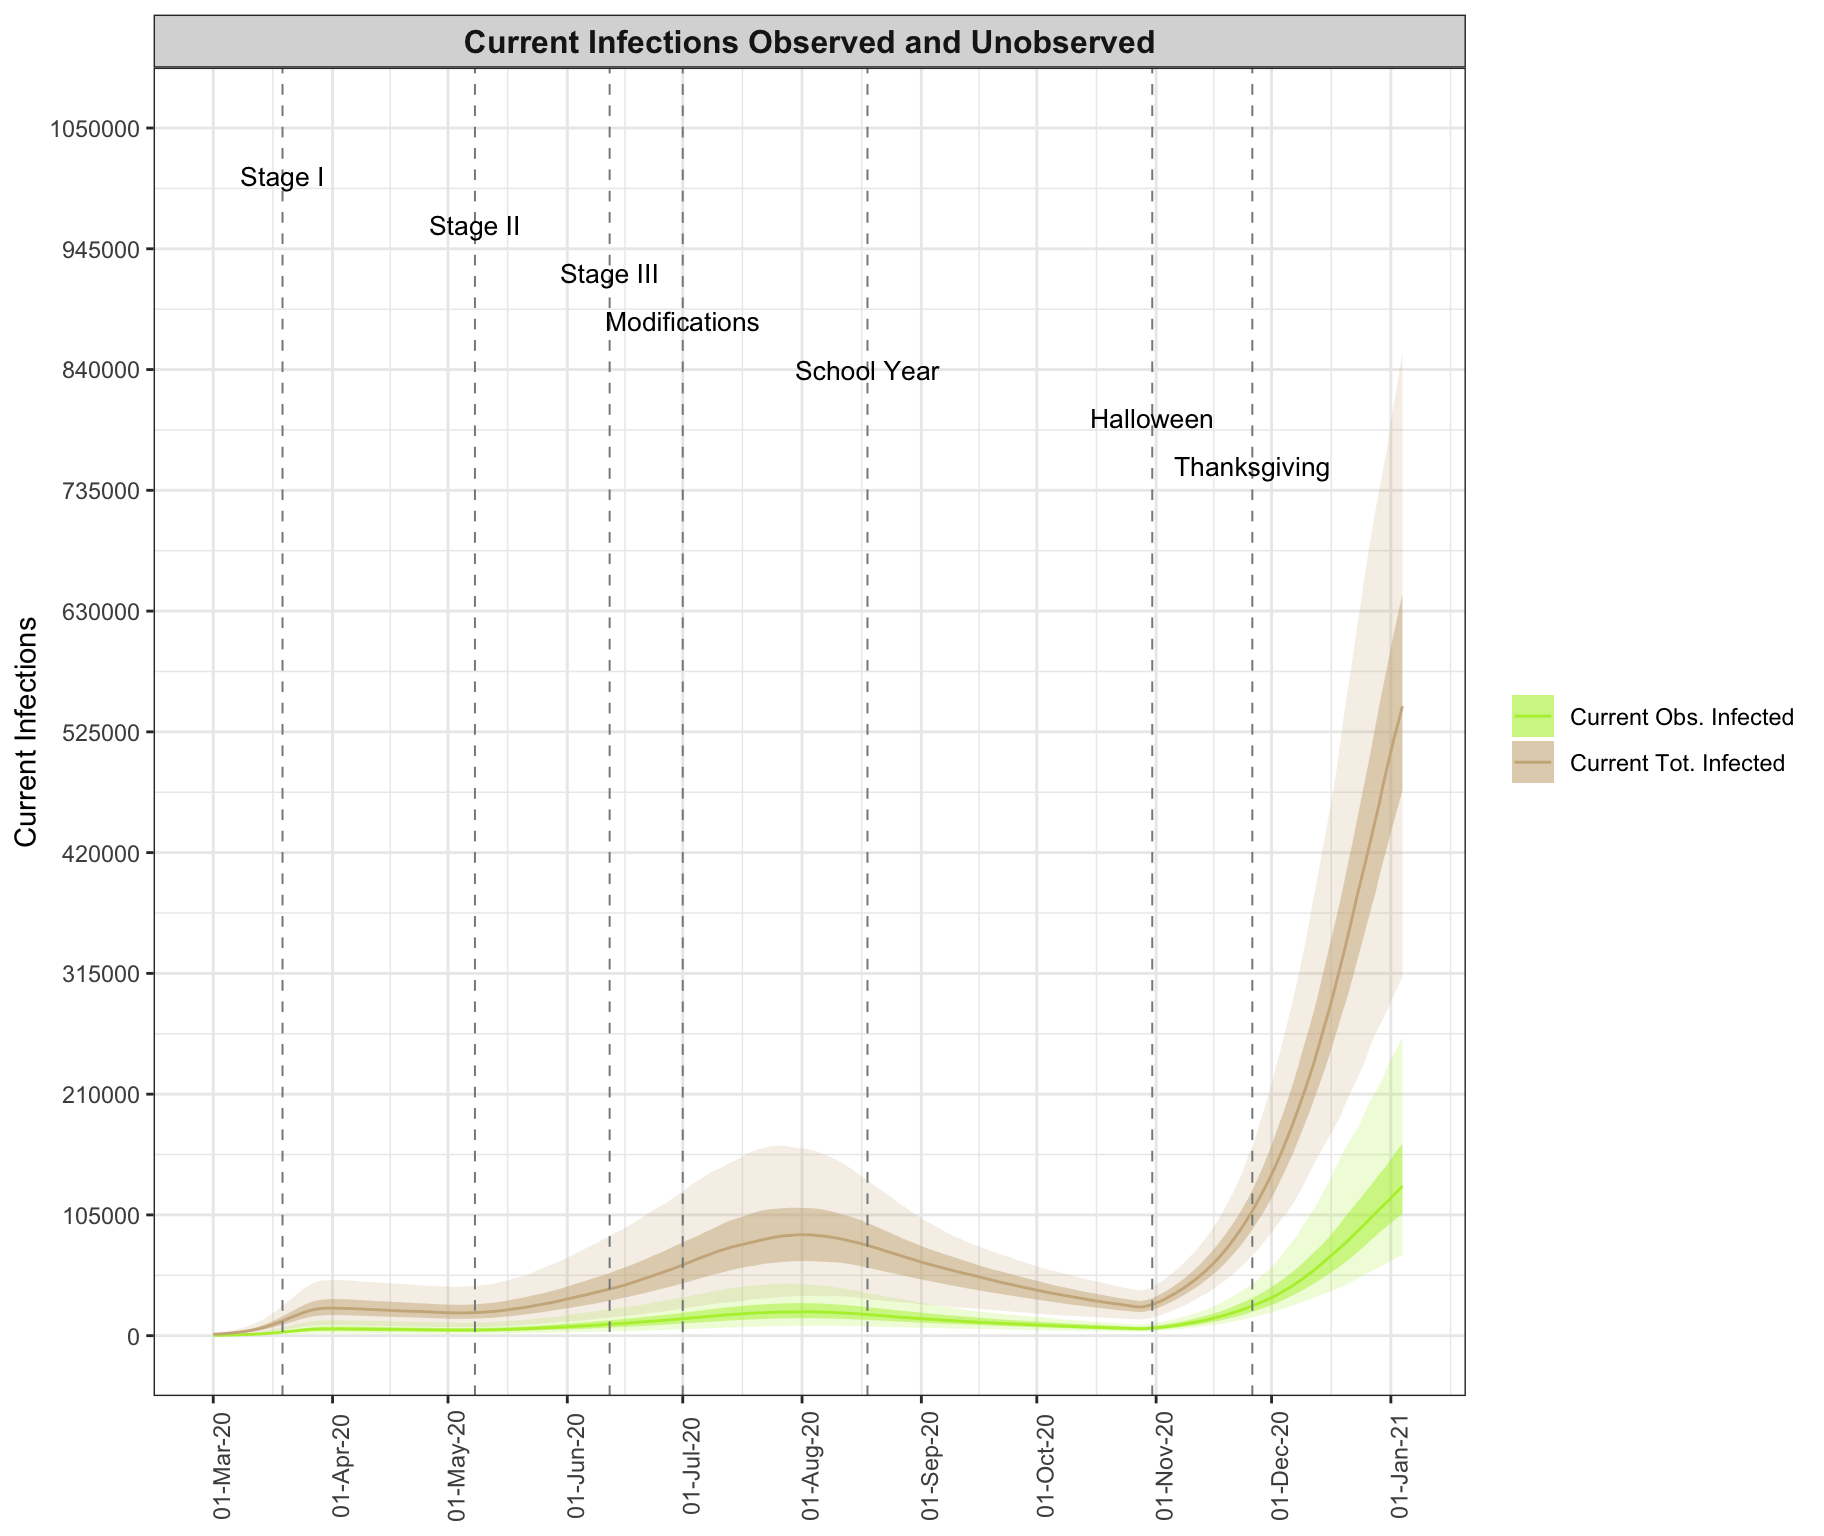 Current Infections Observed and Unobserved
1050000
Stage I
Stage II
945000
Stage III
Modifications
840000
School Year
Halloween
Thanksgiving
735000
630000
Current Infections
525000
Current Obs. Infected
Current Tot. Infected
420000
315000
210000
105000
0
01-Mar-20
01-Apr-20
01-May-20
01-Jun-20
01-Jul-20
01-Aug-20
01-Sep-20
01-Oct-20
01-Nov-20
01-Dec-20
01-Jan-21